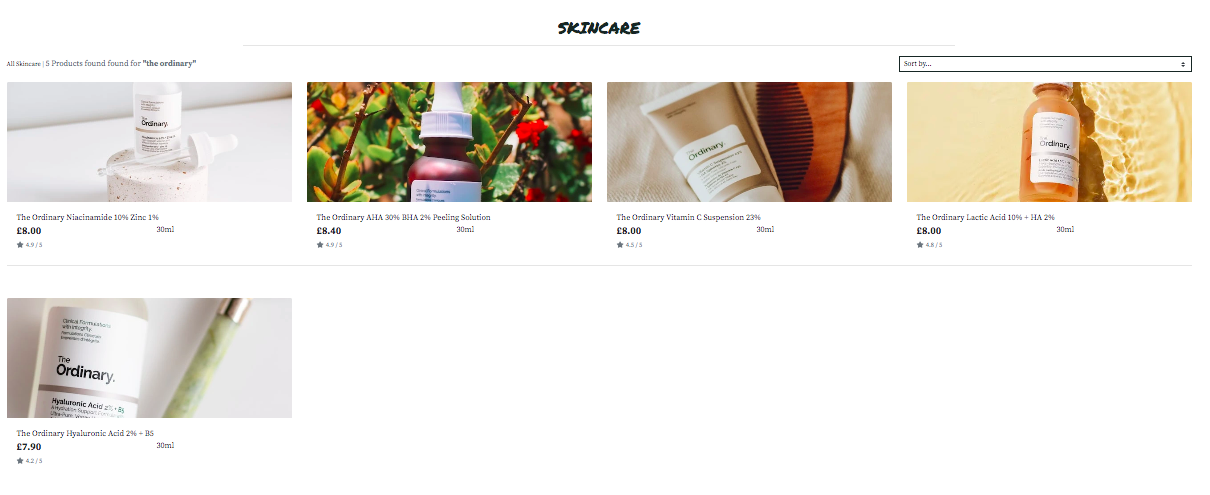 SKINCARE
All Skincare | 5 Products found found for "the ordinary"
Sort by...
The
Ordinary.
Clinical Formulations
with Integrity.
The
Ordinary.
The
Ordinary.
The Ordinary Niacinamide 10% Zinc 1%
£8.00 30ml
4.9 / 5
The Ordinary AHA 30% BHA 2% Peeling Solution
£8.40 30ml
4.9 / 5
The Ordinary Vitamin C Suspension 23%
£8.00 30ml
4.5 / 5
The Ordinary Lactic Acid 10% + HA 2%
£8.00 30ml
4.8 / 5
Clinical Formulations
with Integrity.
The
Ordinary.
Hyaluronic Acid 2% + B5
The Ordinary Hyaluronic Acid 2% + B5
£7.90 30ml
4.2 / 5